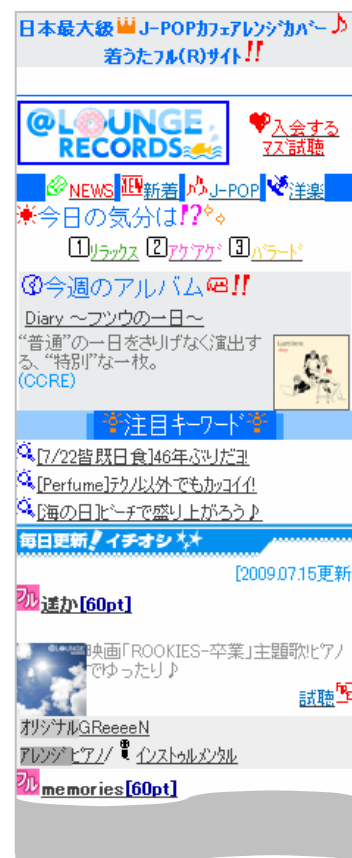 日本最大級 J-POPカフェアレンジカバー♪
着うたフル(R)サイト!!
@LOUNGE RECORDS
入会する
マズ試聴
NEWS 新着 J-POP 洋楽
今日の気分は!?
1リラックス 2アゲアゲ 3バラード
今週のアルバム!!
Diary ～フツウの一日～
“普通”の一日をさりげなく演出す
る、“特別”な一枚。
(CCRE)
Lumiere
注目キーワード
[7/22皆既日食]46年ぶりだヨ!
[Perfume]テクノル以外でもカッコイイ!
[海の日]ビーチで盛り上がろう♪
毎日更新!イチオシ
[2009.07.15更新
フル 遥か[60pt]
@LOUNGE
映画「ROOKIES-卒業」主題歌!ピアノ
でゆったり♪
試聴
オリジナルGReeeeN
アレンジピアノ/ インストゥルメンタル
フル memories[60pt]